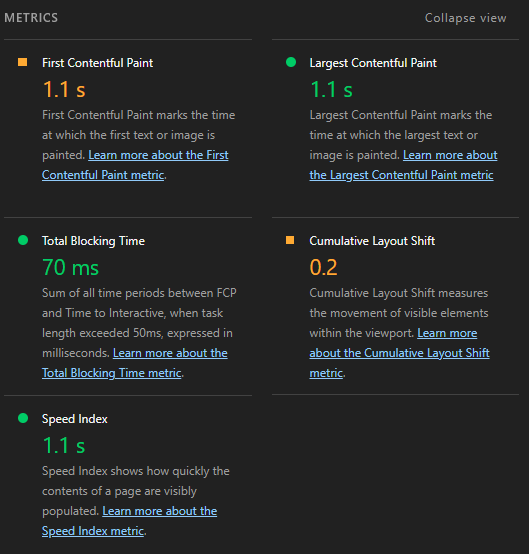 METRICS
Collapse view
First Contentful Paint
1.1 s
First Contentful Paint marks the time
at which the first text or image is
painted. Learn more about the First
Contentful Paint metric.
Largest Contentful Paint
1.1 s
Largest Contentful Paint marks the
time at which the largest text or
image is painted. Learn more about
the Largest Contentful Paint metric
Total Blocking Time
70 ms
Sum of all time periods between FCP
and Time to Interactive, when task
length exceeded 50ms, expressed in
milliseconds. Learn more about the
Total Blocking Time metric.
Cumulative Layout Shift
0.2
Cumulative Layout Shift measures
the movement of visible elements
within the viewport. Learn more
about the Cumulative Layout Shift
metric.
Speed Index
1.1 s
Speed Index shows how quickly the
contents of a page are visibly
populated. Learn more about the
Speed Index metric.